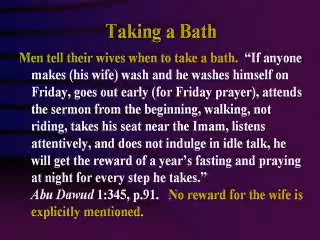 Taking a Bath
Men tell their wives when to take a bath. “If anyone
makes (his wife) wash and he washes himself on
Friday, goes out early (for Friday prayer), attends
the sermon from the beginning, walking, not
riding, takes his seat near the Imam, listens
attentively, and does not indulge in idle talk, he
will get the reward of a year’s fasting and praying
at night for every step he takes.”
Abu Dawud 1:345, p.91. No reward for the wife is
explicitly mentioned.